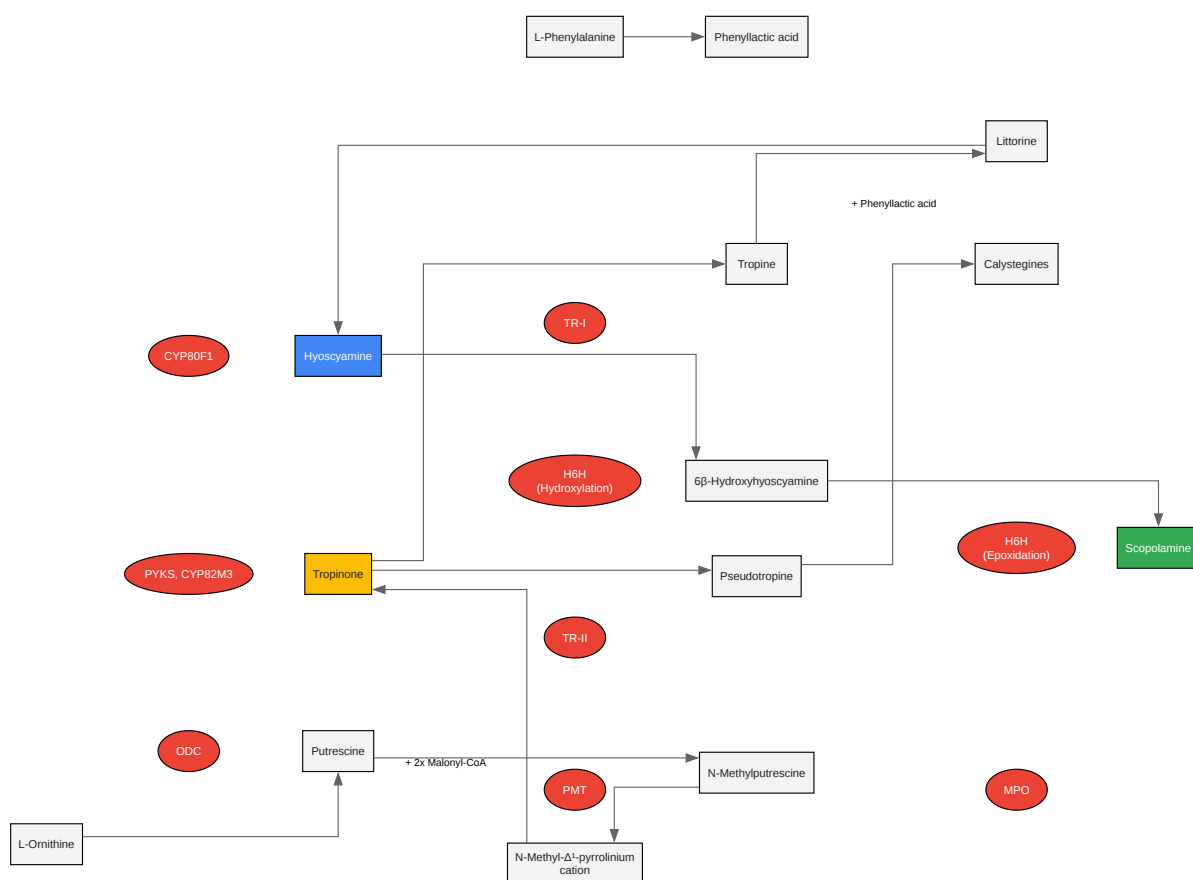 L-Phenylalanine
Phenyllactic acid
Littorine
+ Phenyllactic acid
Tropine
Calystegines
TR-I
CYP80F1
Hyoscyamine
H6H
(Hydroxylation)
6β-Hydroxyhyoscyamine
H6H
(Epoxidation)
Scopolamine
PYKS, CYP82M3
Tropinone
Pseudotropine
TR-II
ODC
Putrescine
+ 2x Malonyl-CoA
N-Methylputrescine
PMT
MPO
L-Ornithine
N-Methyl-Δ¹-pyrrolinium
cation